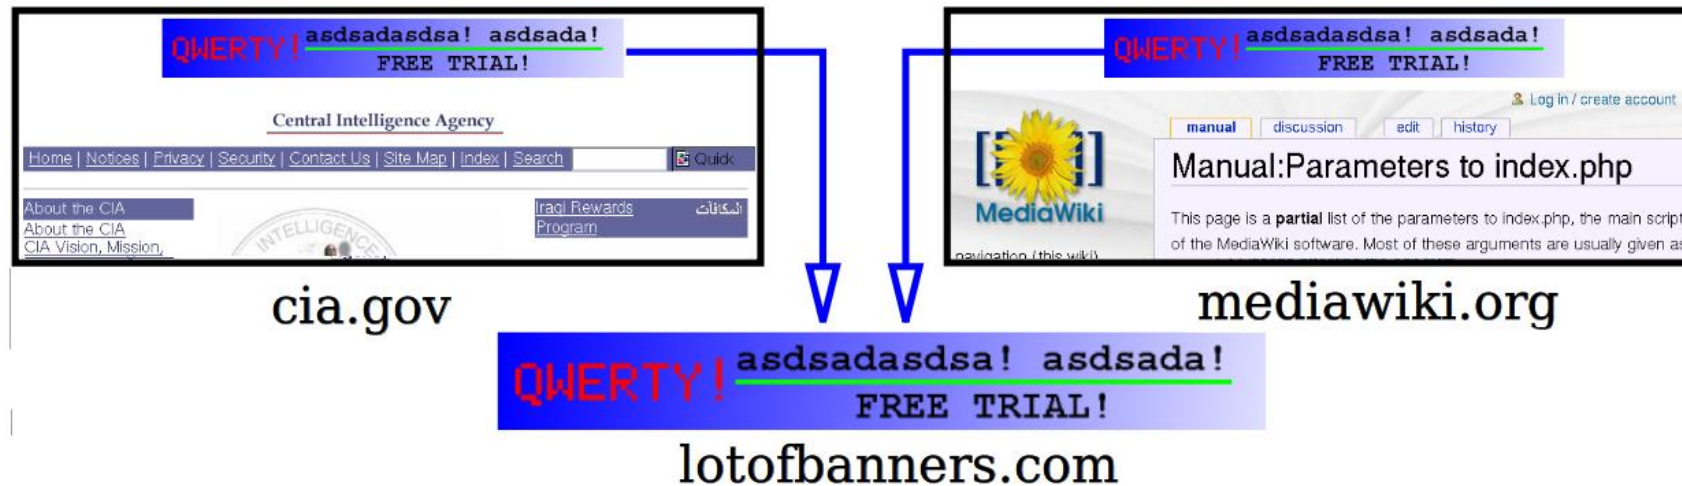 QWERTY! asdsadasdsa! asdsada!
FREE TRIAL!
Central Intelligence Agency
Home | Notices | Privacy | Security | Contact Us | Site Map | Index | Search Quick
About the CIA
About the CIA
CIA Vision, Mission,
INTELLIGENCE
Iraqi Rewards
Program
المكافآت
cia.gov
QWERTY! asdsadasdsa! asdsada!
FREE TRIAL!
Log in / create account
manual discussion edit history
[[ ]]
MediaWiki
navigation (this wiki)
Manual:Parameters to index.php
This page is a partial list of the parameters to index.php, the main script
of the MediaWiki software. Most of these arguments are usually given as
mediawiki.org
QWERTY! asdsadasdsa! asdsada!
FREE TRIAL!
lotofbanners.com